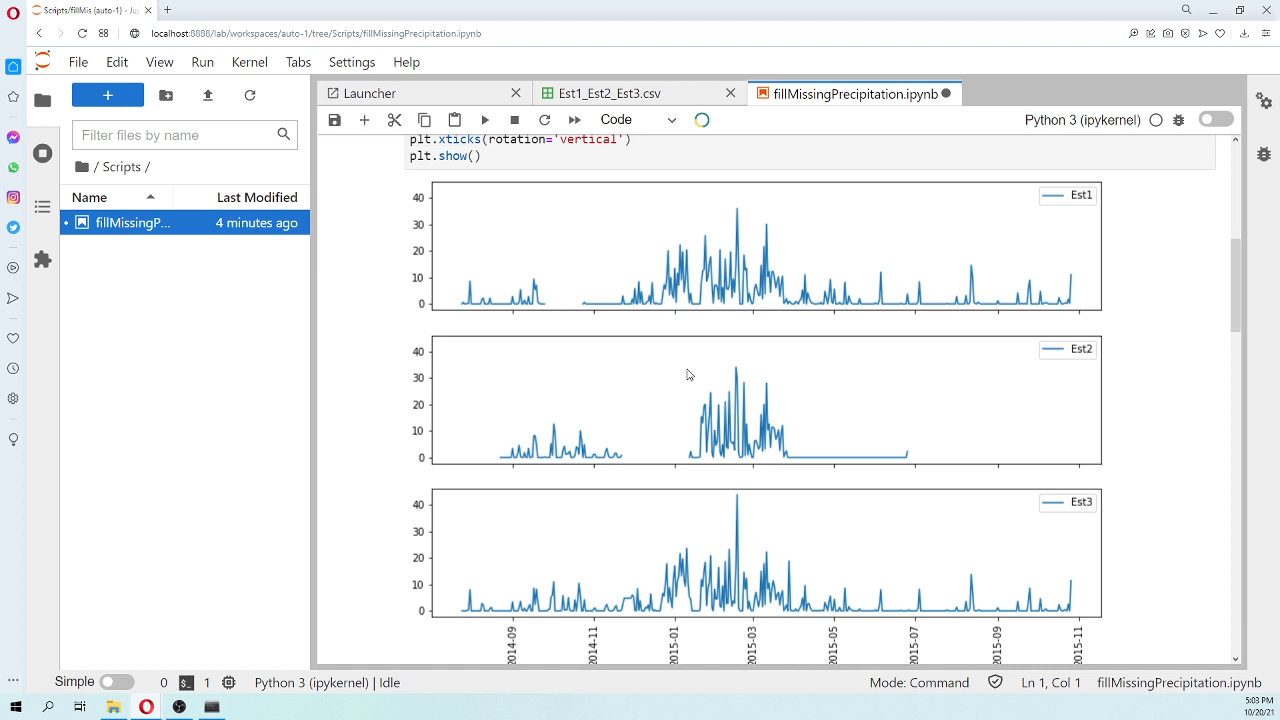 Scripts/fillMis (auto-1) - Ju
localhost:8888/lab/workspaces/auto-1/tree/Scripts/fillMissingPrecipitation.ipynb
File Edit View Run Kernel Tabs Settings Help
Launcher
Est1_Est2_Est3.csv
fillMissingPrecipitation.ipynb
Code
Python 3 (ipykernel)
Filter files by name
/ Scripts /
Name
Last Modified
fillMissingP...
4 minutes ago
plt.xticks(rotation='vertical')
plt.show()
40
30
20
10
0
Est1
40
30
20
10
0
Est2
40
30
20
10
0
Est3
2014-09
2014-11
2015-01
2015-03
2015-05
2015-07
2015-09
2015-11
Simple
0
1
Python 3 (ipykernel) | Idle
Mode: Command
Ln 1, Col 1
fillMissingPrecipitation.ipynb
5:03 PM
10/20/21